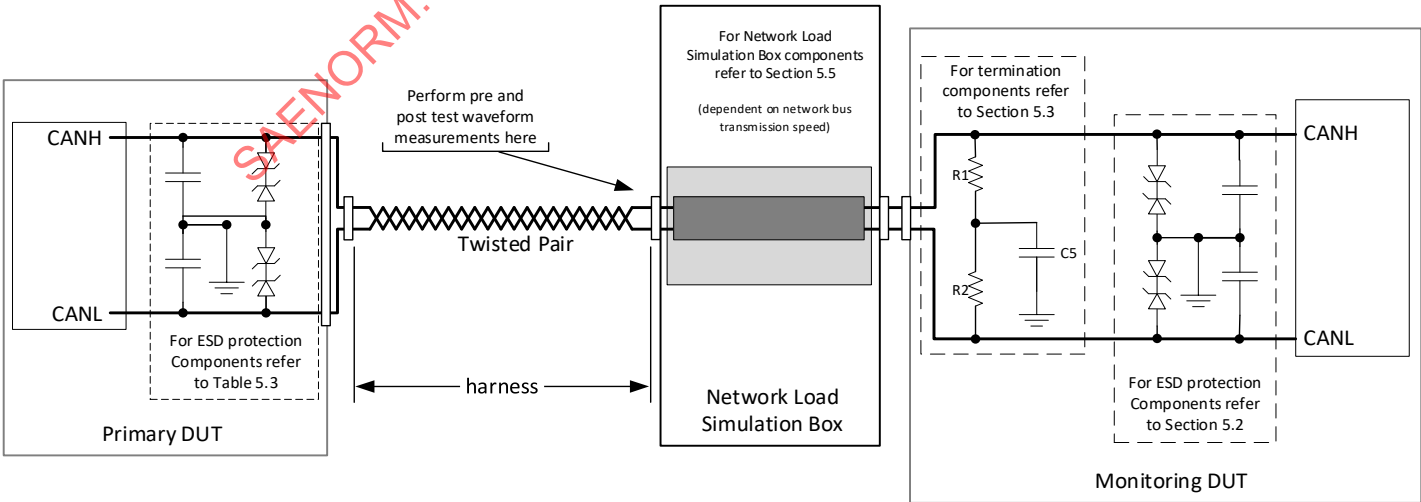 SAENORM.
CANH
CANL
For ESD protection
Components refer
to Table 5.3
Primary DUT
Perform pre and
post test waveform
measurements here
Twisted Pair
harness
For Network Load
Simulation Box components
refer to Section 5.5
(dependent on network bus
transmission speed)
Network Load
Simulation Box
For termination
components refer
to Section 5.3
R1
C5
R2
CANH
CANL
For ESD protection
Components refer
to Section 5.2
Monitoring DUT